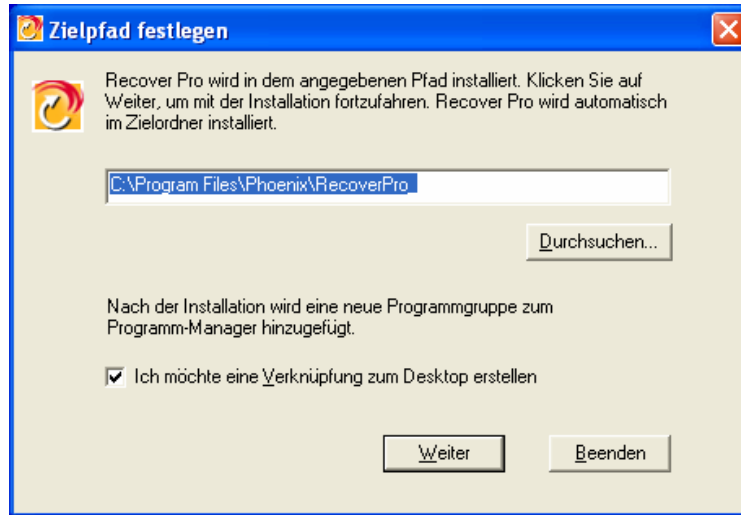 Zielpfad festlegen
Recover Pro wird in dem angegebenen Pfad installiert. Klicken Sie auf
Weiter, um mit der Installation fortzufahren. Recover Pro wird automatisch
im Zielordner installiert.
C:\Program Files\Phoenix\RecoverPro_
Durchsuchen...
Nach der Installation wird eine neue Programmgruppe zum
Programm-Manager hinzugefügt.
Ich möchte eine Verknüpfung zum Desktop erstellen
Weiter
Beenden